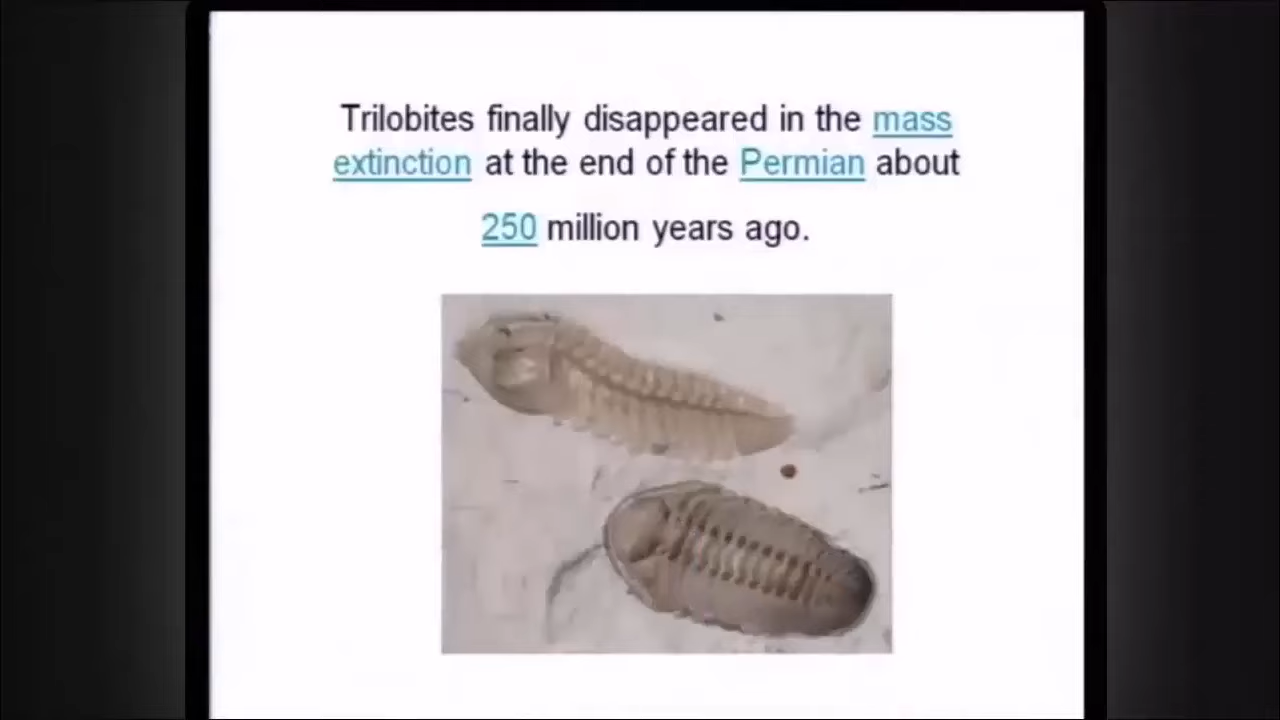 Trilobites finally disappeared in the mass
extinction at the end of the Permian about
250 million years ago.